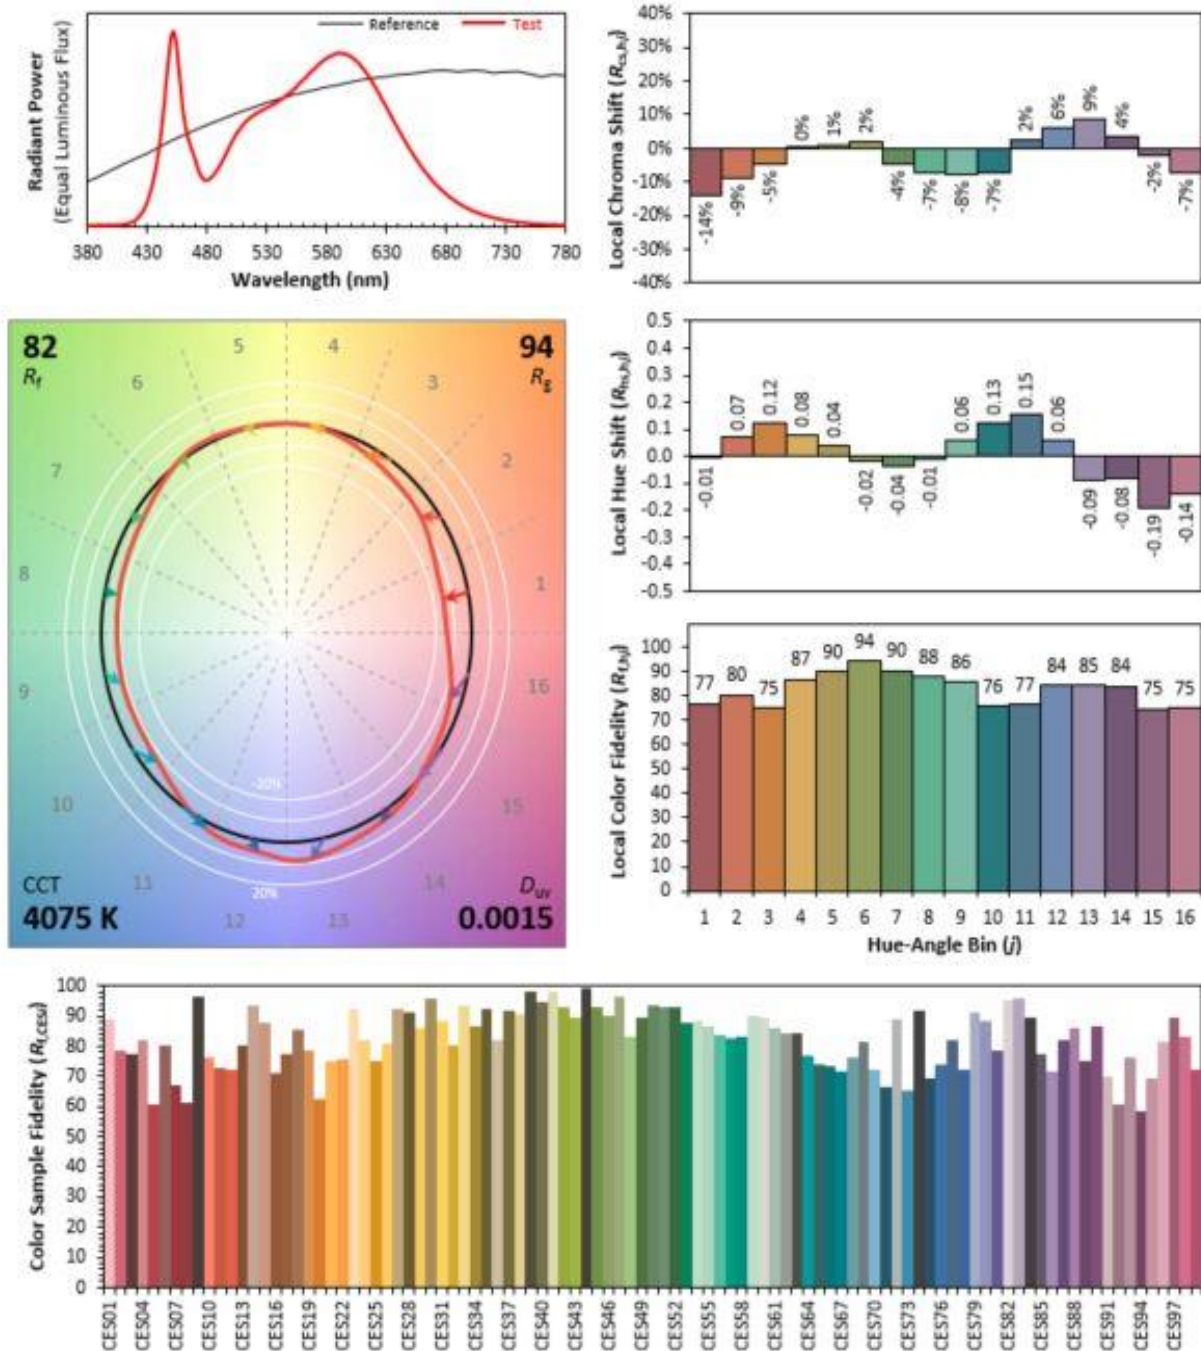 Reference
Test
Radiant Power
(Equal Luminous Flux)
380 430 480 530 580 630 680 730 780
Wavelength (nm)
Local Chroma Shift (Rcs,hj)
40%
30%
20%
10%
0%
-10%
-20%
-30%
-40%
-14% -9% -5% 0% 1% 2% -4% -7% -8% -7% 2% 6% 9% 4% -2% -7%
82
Rf
94
Rg
5 4
6 3
7 2
8 1
9 16
10 15
11 14
12 13
-20%
20%
CCT
4075 K
Duv
0.0015
Local Hue Shift (Rhs,hj)
0.5
0.4
0.3
0.2
0.1
0.0
-0.1
-0.2
-0.3
-0.4
-0.5
-0.01 0.07 0.12 0.08 0.04 -0.02 -0.04 -0.01 0.06 0.13 0.15 0.06 -0.09 -0.08 -0.19 -0.14
Local Color Fidelity (Rf,hj)
100
90
80
70
60
50
40
30
20
10
0
77 80 75 87 90 94 90 88 86 76 77 84 85 84 75 75
1 2 3 4 5 6 7 8 9 10 11 12 13 14 15 16
Hue-Angle Bin (j)
Color Sample Fidelity (Rf,CESi)
100
90
80
70
60
50
40
30
20
10
0
CES01 CES04 CES07 CES10 CES13 CES16 CES19 CES22 CES25 CES28 CES31 CES34 CES37 CES40 CES43 CES46 CES49 CES52 CES55 CES58 CES61 CES64 CES67 CES70 CES73 CES76 CES79 CES82 CES85 CES88 CES91 CES94 CES97